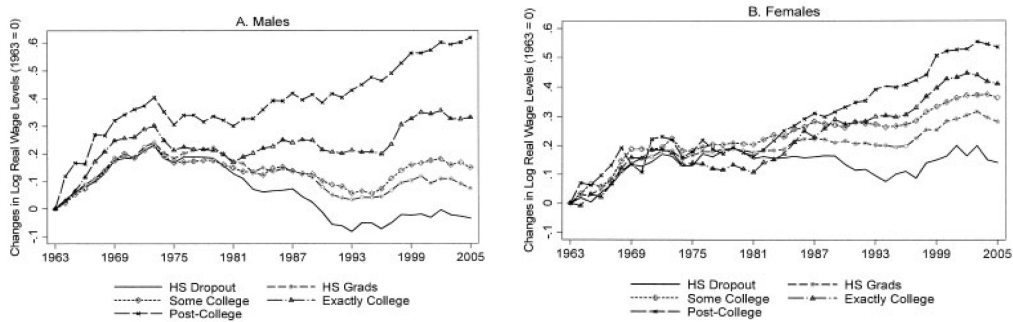 A. Males
Changes in Log Real Wage Levels (1963 = 0)
.6
.5
.4
.3
.2
.1
0
-.1
1963 1969 1975 1981 1987 1993 1999 2005
HS Dropout HS Grads
Some College Exactly College
Post-College
B. Females
Changes in Log Real Wage Levels (1963 = 0)
.6
.5
.4
.3
.2
.1
0
-.1
1963 1969 1975 1981 1987 1993 1999 2005
HS Dropout HS Grads
Some College Exactly College
Post-College